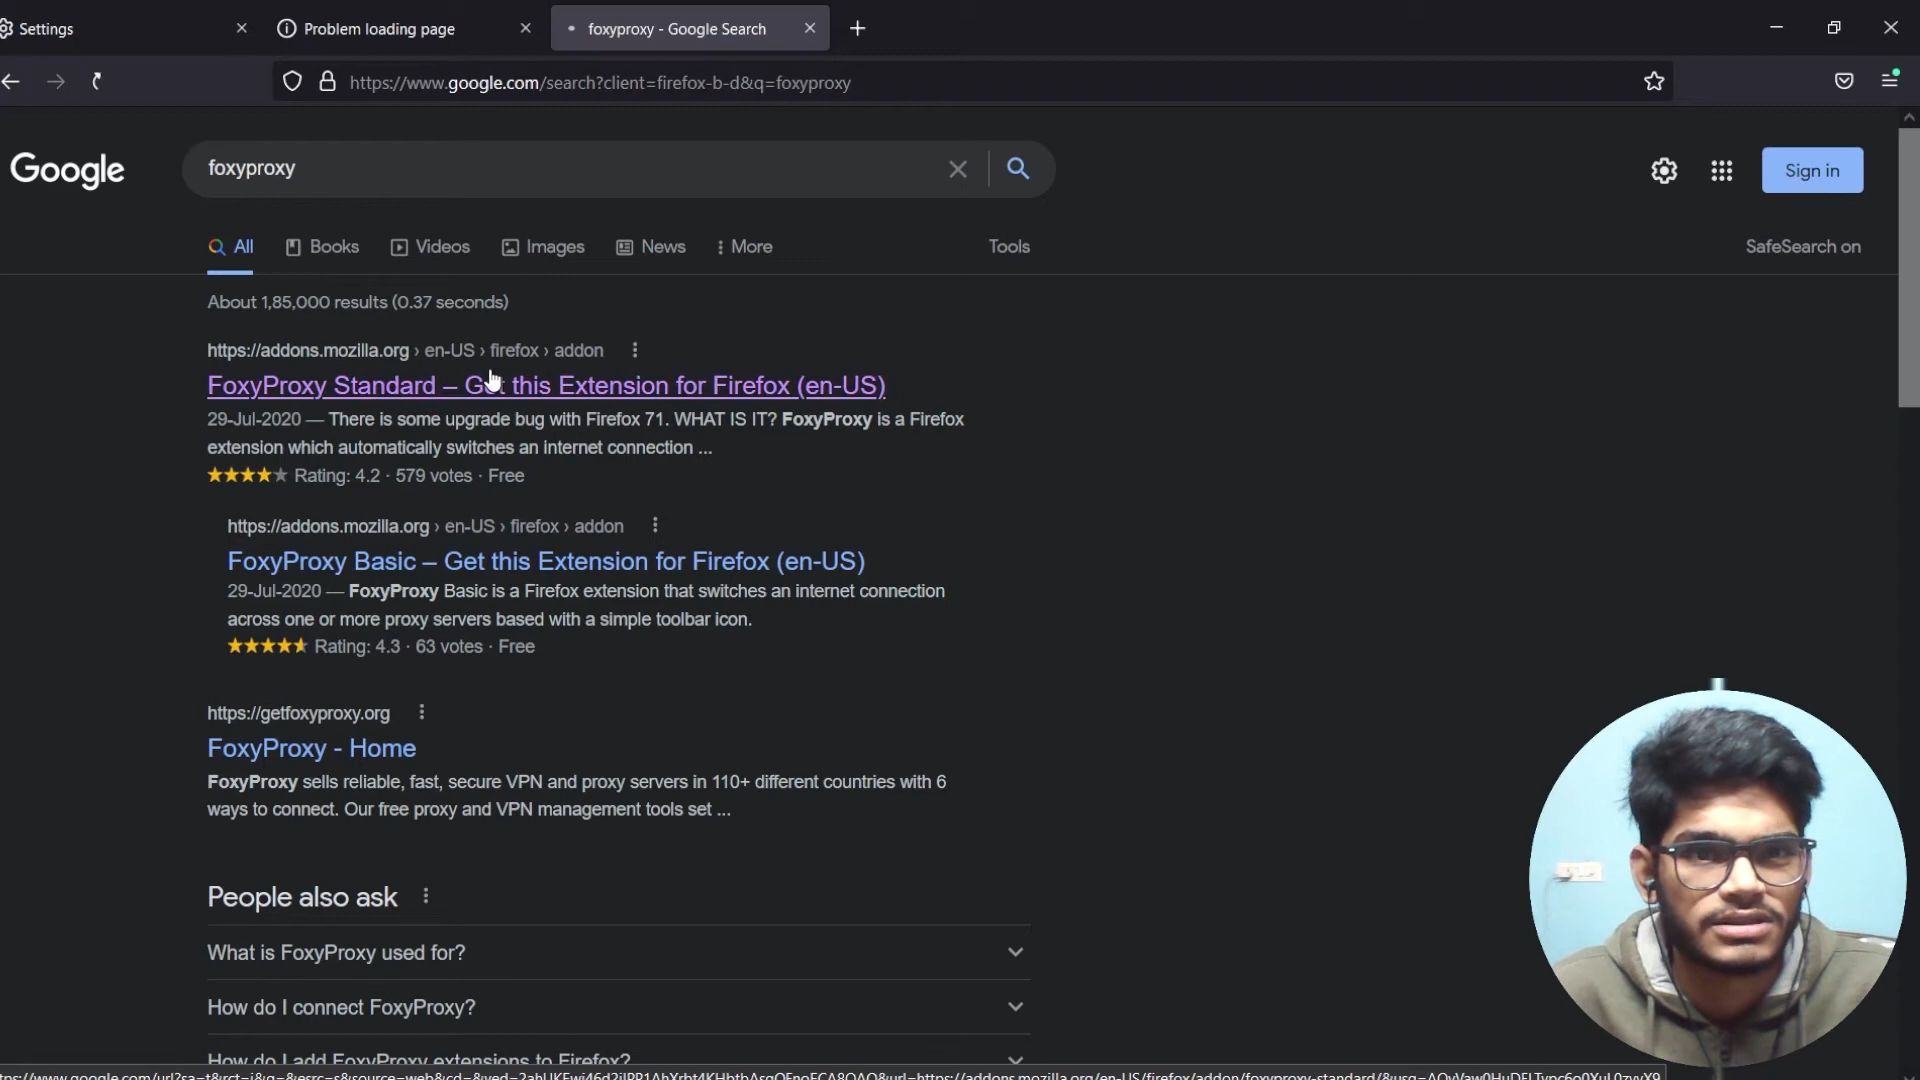 Settings
Problem loading page
foxyproxy - Google Search
https://www.google.com/search?client=firefox-b-d&q=foxyproxy
Google
foxyproxy
Sign in
All
Books
Videos
Images
News
More
Tools
SafeSearch on
About 1,85,000 results (0.37 seconds)
https://addons.mozilla.org › en-US › firefox › addon
FoxyProxy Standard – Get this Extension for Firefox (en-US)
29-Jul-2020 — There is some upgrade bug with Firefox 71. WHAT IS IT? FoxyProxy is a Firefox
extension which automatically switches an internet connection ...
Rating: 4.2 · 579 votes · Free
https://addons.mozilla.org › en-US › firefox › addon
FoxyProxy Basic – Get this Extension for Firefox (en-US)
29-Jul-2020 — FoxyProxy Basic is a Firefox extension that switches an internet connection
across one or more proxy servers based with a simple toolbar icon.
Rating: 4.3 · 63 votes · Free
https://getfoxyproxy.org
FoxyProxy - Home
FoxyProxy sells reliable, fast, secure VPN and proxy servers in 110+ different countries with 6
ways to connect. Our free proxy and VPN management tools set ...
People also ask
What is FoxyProxy used for?
How do I connect FoxyProxy?
How do I add FoxyProxy extensions to Firefox?